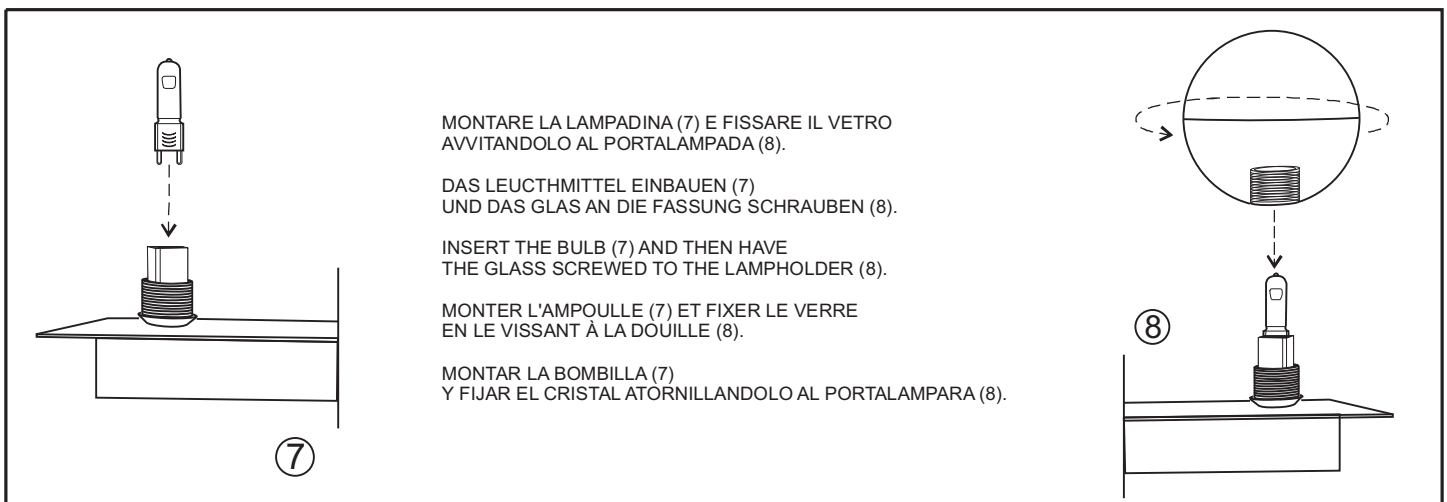 MONTARE LA LAMPADINA (7) E FISSARE IL VETRO
AVVITANDOLO AL PORTALAMPADA (8).
DAS LEUCTHMITTEL EINBAUEN (7)
UND DAS GLAS AN DIE FASSUNG SCHRAUBEN (8).
INSERT THE BULB (7) AND THEN HAVE
THE GLASS SCREWED TO THE LAMPHOLDER (8).
MONTER L'AMPOULLE (7) ET FIXER LE VERRE
EN LE VISSANT À LA DOUILLE (8).
MONTAR LA BOMBILLA (7)
Y FIJAR EL CRISTAL ATORNILLANDOLO AL PORTALAMPARA (8).
7
8